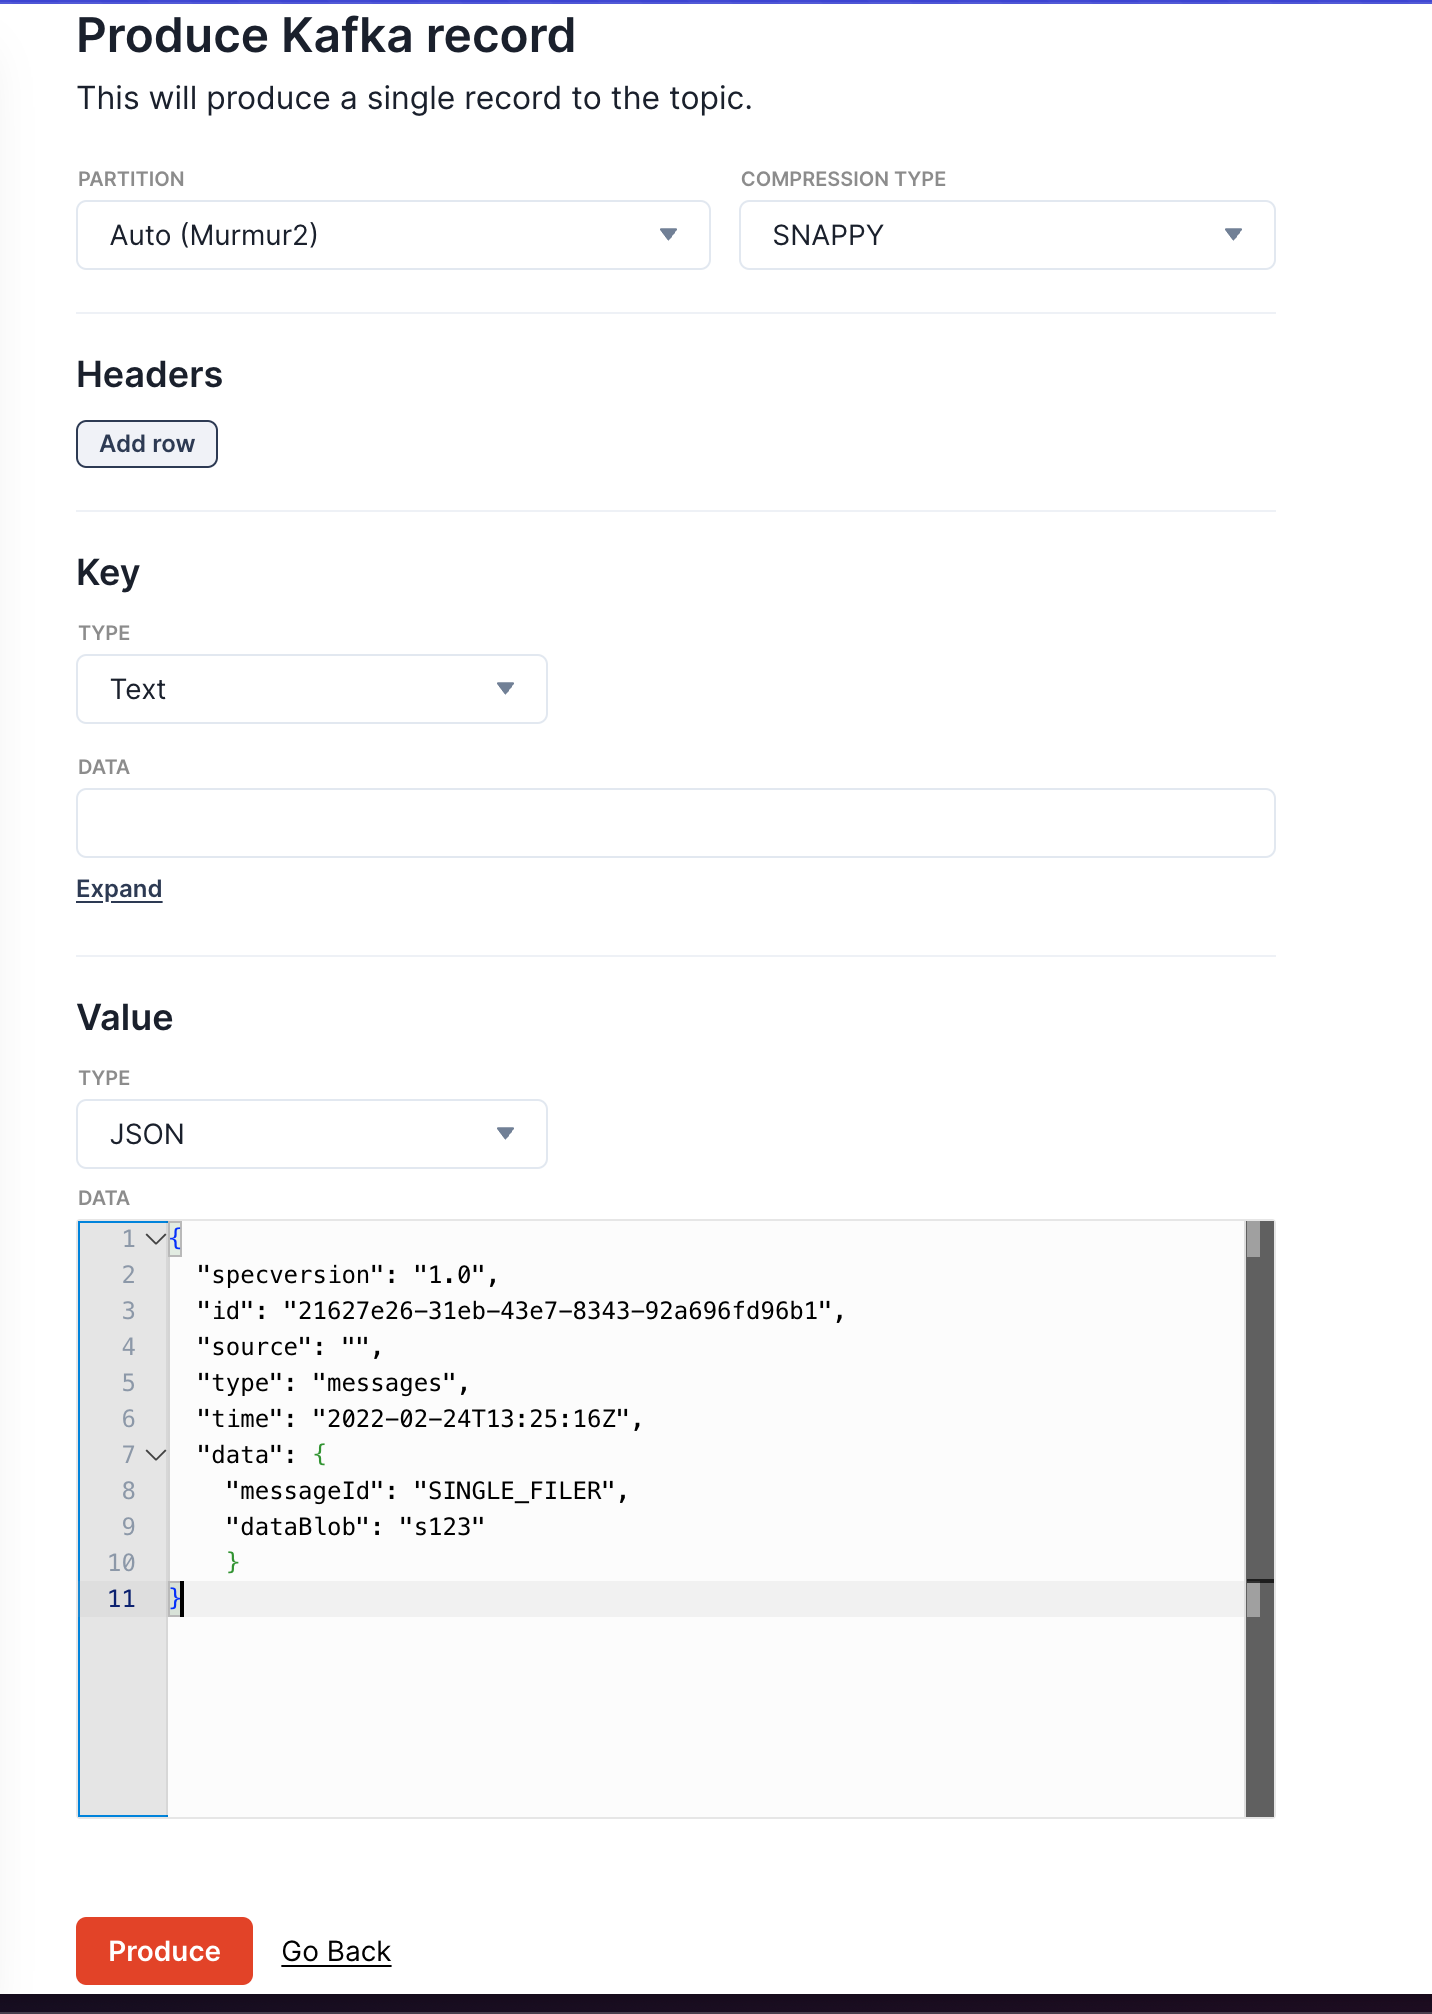 Produce Kafka record
This will produce a single record to the topic.
PARTITION
COMPRESSION TYPE
Auto (Murmur2)
SNAPPY
Headers
Add row
Key
TYPE
Text
DATA
Expand
Value
TYPE
JSON
DATA
1 {
2 "specversion": "1.0",
3 "id": "21627e26-31eb-43e7-8343-92a696fd96b1",
4 "source": "",
5 "type": "messages",
6 "time": "2022-02-24T13:25:16Z",
7 "data": {
8 "messageId": "SINGLE_FILER",
9 "dataBlob": "s123"
10 }
11 }
Produce
Go Back